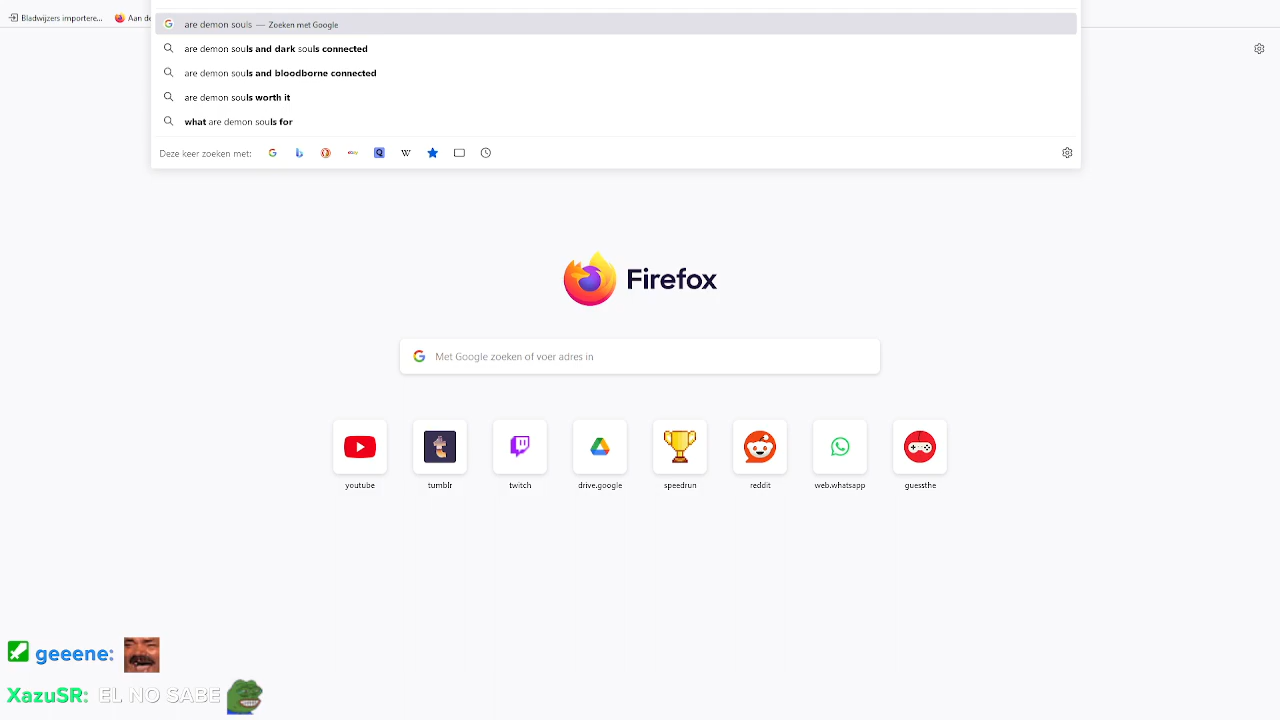 Bladwijzers importere...
Aan de
are demon souls — Zoeken met Google
are demon souls and dark souls connected
are demon souls and bloodborne connected
are demon souls worth it
what are demon souls for
Deze keer zoeken met:
Firefox
Met Google zoeken of voer adres in
youtube
tumblr
twitch
drive.google
speedrun
reddit
web.whatsapp
guessthe
geeene:
XazuSR: EL NO SABE